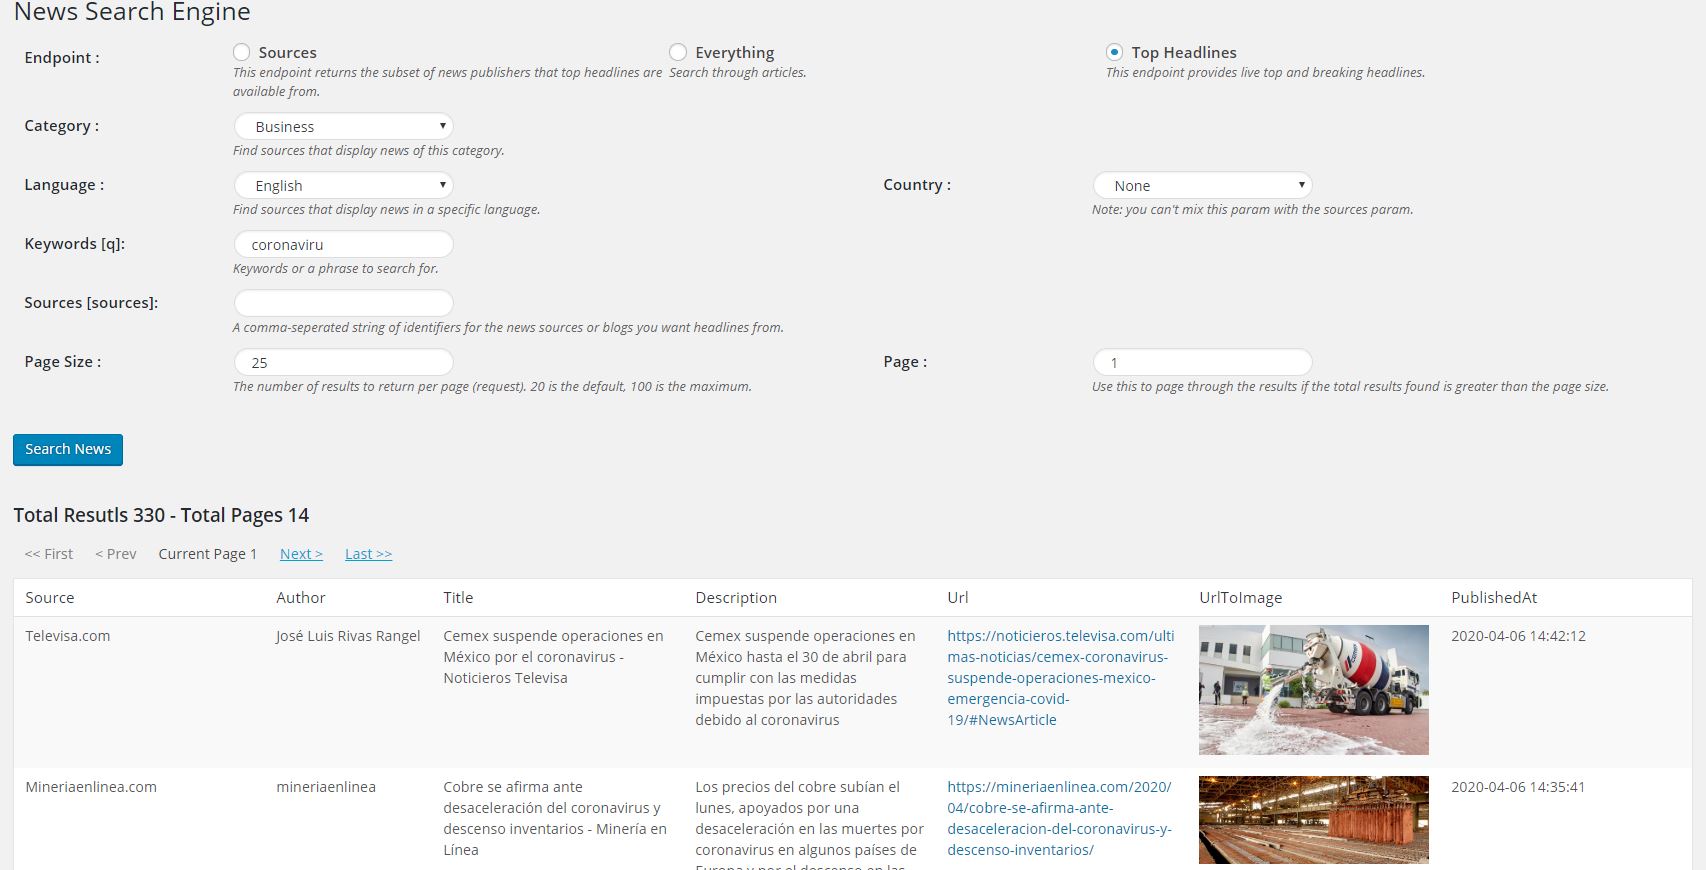 News Search Engine
Endpoint :
Sources
This endpoint returns the subset of news publishers that top headlines are
available from.
Everything
Search through articles.
Top Headlines
This endpoint provides live top and breaking headlines.
Category :
Business
Find sources that display news of this category.
Language :
English
Find sources that display news in a specific language.
Country :
None
Note: you can't mix this param with the sources param.
Keywords [q]:
coronaviru
Keywords or a phrase to search for.
Sources [sources]:
A comma-seperated string of identifiers for the news sources or blogs you want headlines from.
Page Size :
25
The number of results to return per page (request). 20 is the default, 100 is the maximum.
Page :
1
Use this to page through the results if the total results found is greater than the page size.
Search News
Total Resutls 330 - Total Pages 14
<< First < Prev Current Page 1 Next > Last >>
Source Author Title Description Url UrlToImage PublishedAt
Televisa.com
José Luis Rivas Rangel
Cemex suspende operaciones en
México por el coronavirus -
Noticieros Televisa
Cemex suspende operaciones en
México hasta el 30 de abril para
cumplir con las medidas
impuestas por las autoridades
debido al coronavirus
https://noticieros.televisa.com/ulti
mas-noticias/cemex-coronavirus-
suspende-operaciones-mexico-
emergencia-covid-
19/#NewsArticle
2020-04-06 14:42:12
Mineriaenlinea.com
mineriaenlinea
Cobre se afirma ante
desaceleración del coronavirus y
descenso inventarios - Minería en
Línea
Los precios del cobre subían el
lunes, apoyados por una
desaceleración en las muertes por
coronavirus en algunos países de
Europa y por el descenso en las
https://mineriaenlinea.com/2020/
04/cobre-se-afirma-ante-
desaceleracion-del-coronavirus-y-
descenso-inventarios/
2020-04-06 14:35:41